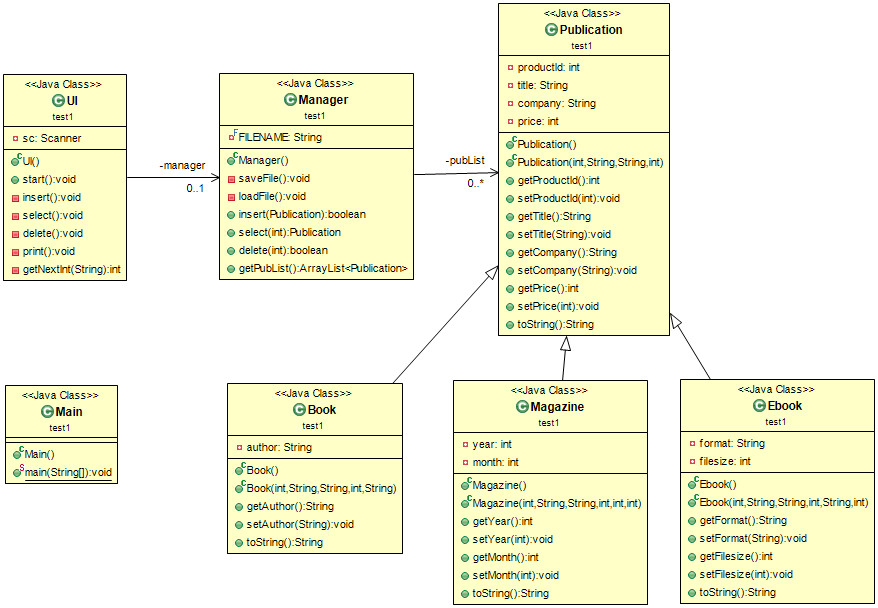 <<Java Class>>
UI
test1
sc: Scanner
UI()
start():void
insert():void
select():void
delete():void
print():void
getNextInt(String):int
-manager
0..1
<<Java Class>>
Manager
test1
FILENAME: String
Manager()
saveFile():void
loadFile():void
insert(Publication):boolean
select(int):Publication
delete(int):boolean
getPubList():ArrayList<Publication>
-pubList
0..*
<<Java Class>>
Publication
test1
productId: int
title: String
company: String
price: int
Publication()
Publication(int,String,String,int)
getProductId():int
setProductId(int):void
getTitle():String
setTitle(String):void
getCompany():String
setCompany(String):void
getPrice():int
setPrice(int):void
toString():String
<<Java Class>>
Main
test1
Main()
main(String[]):void
<<Java Class>>
Book
test1
author: String
Book()
Book(int,String,String,int,String)
getAuthor():String
setAuthor(String):void
toString():String
<<Java Class>>
Magazine
test1
year: int
month: int
Magazine()
Magazine(int,String,String,int,int,int)
getYear():int
setYear(int):void
getMonth():int
setMonth(int):void
toString():String
<<Java Class>>
Ebook
test1
format: String
filesize: int
Ebook()
Ebook(int,String,String,int,String,int)
getFormat():String
setFormat(String):void
getFilesize():int
setFilesize(int):void
toString():String